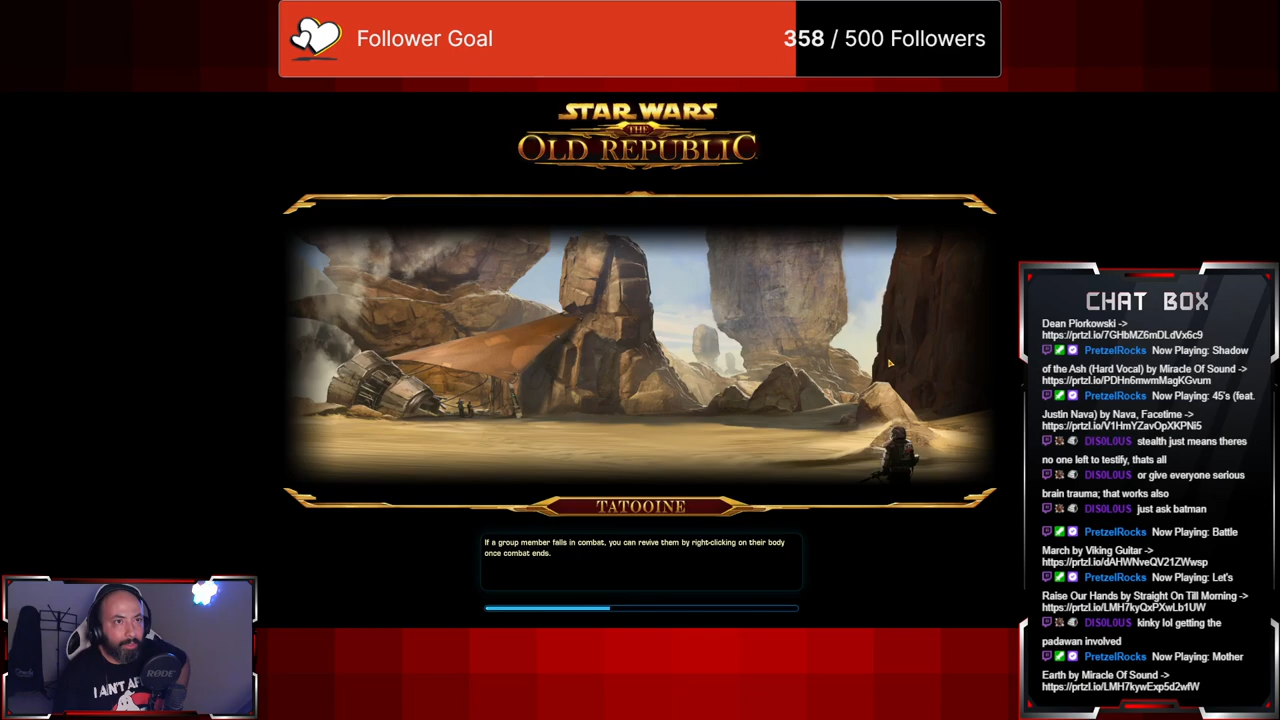 Follower Goal
358 / 500 Followers
STAR WARS
THE
OLD REPUBLIC
TATOOINE
If a group member falls in combat, you can revive them by right-clicking on their body
once combat ends.
CHAT BOX
Dean Piorkowski ->
https://prtzl.io/7GHbMZ6mDLdVx6c9
PretzelRocks Now Playing: Shadow
of the Ash (Hard Vocal) by Miracle Of Sound ->
https://prtzl.io/PDHn6mwmMagKGvum
PretzelRocks Now Playing: 45's (feat.
Justin Nava) by Nava, Facetime ->
https://prtzl.io/V1HmYZavOpXKPNi5
DIS0L0US stealth just means theres
no one left to testify, thats all
DIS0L0US or give everyone serious
brain trauma; that works also
DIS0L0US just ask batman
PretzelRocks Now Playing: Battle
March by Viking Guitar ->
https://prtzl.io/dAHWNveQV21ZWwsp
PretzelRocks Now Playing: Let's
Raise Our Hands by Straight On Till Morning ->
https://prtzl.io/LMH7kyQxPXwLb1UW
DIS0L0US kinky lol getting the
padawan involved
PretzelRocks Now Playing: Mother
Earth by Miracle Of Sound ->
https://prtzl.io/LMH7kywExp5d2wfW
RØDE
I AIN'T AF